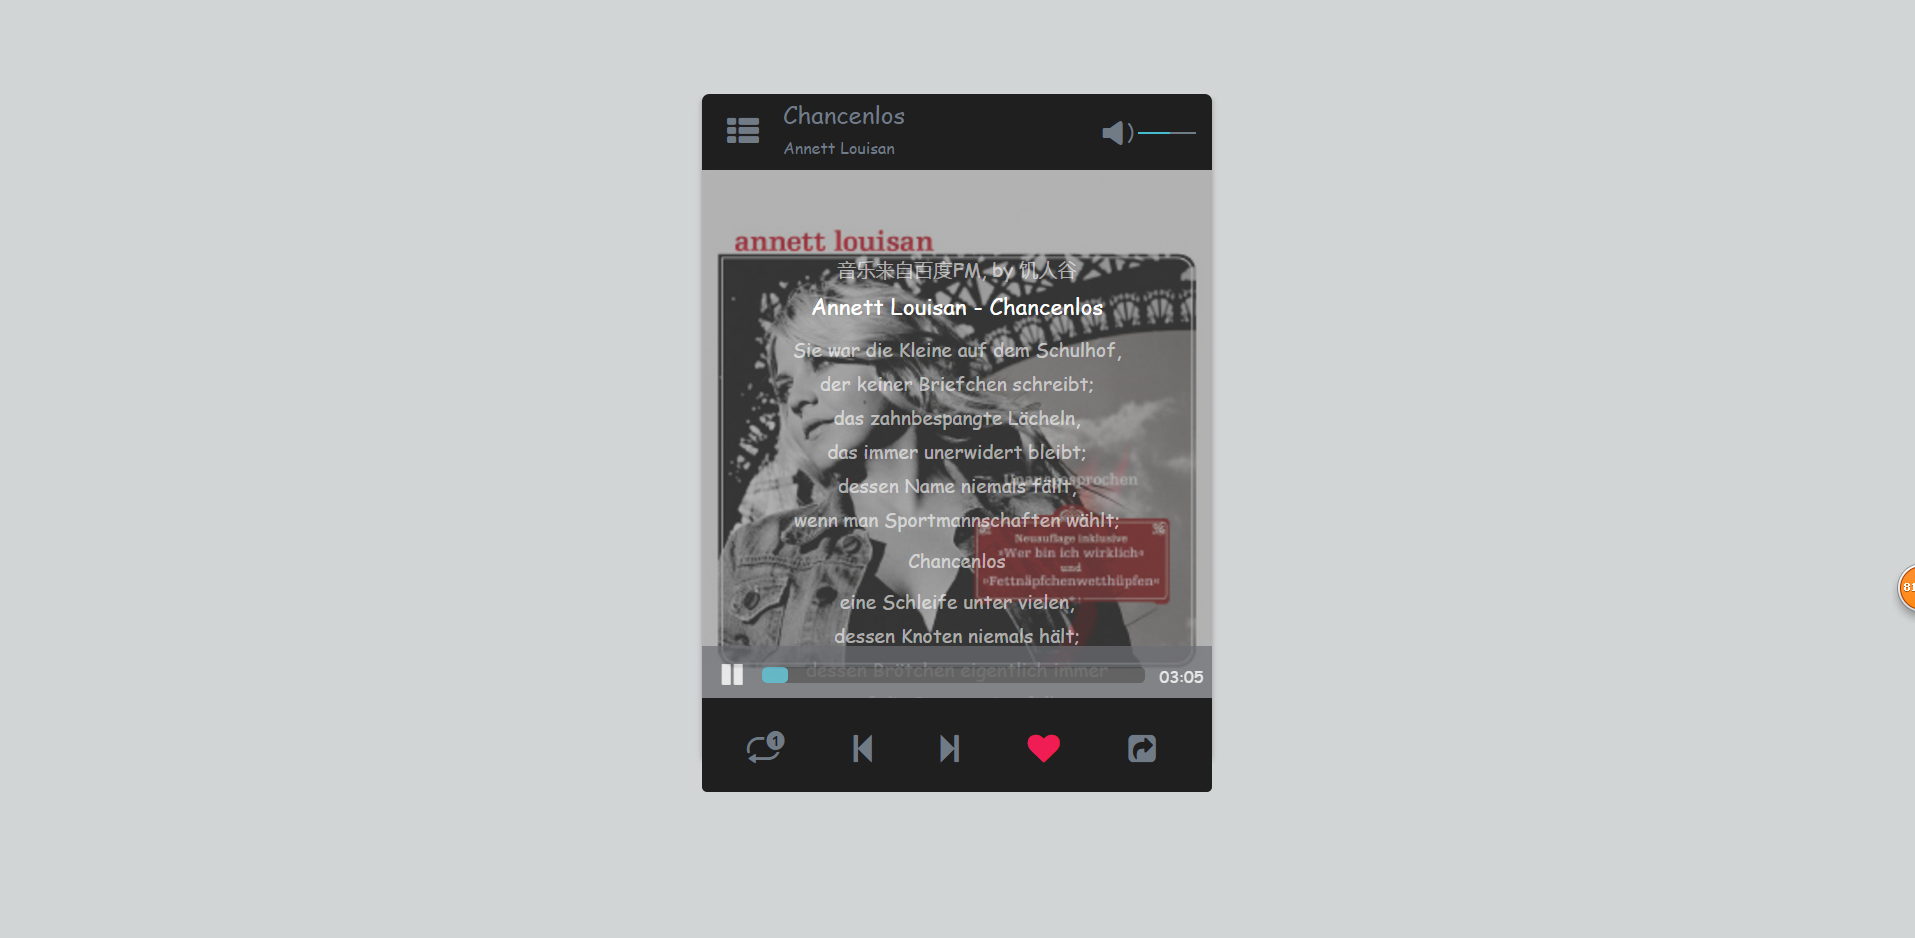 Chancenlos
Annett Louisan
annett louisan
音乐来自百度FM, by 饥人谷
Annett Louisan - Chancenlos
Sie war die Kleine auf dem Schulhof,
der keiner Briefchen schreibt;
das zahnbespangte Lächeln,
das immer unerwidert bleibt;
dessen Name niemals fällt,
wenn man Sportmannschaften wählt;
Neuauflage inklusive
»Wer bin ich wirklich«
und
»Fettnäpfchenwetthüpfen«
Chancenlos
eine Schleife unter vielen,
dessen Knoten niemals hält;
dessen Brötchen eigentlich immer
03:05
1